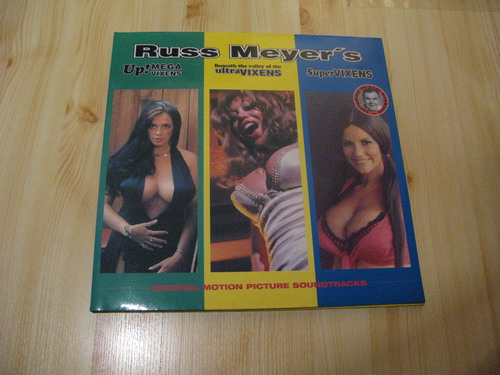 Russ Meyer's
Up! MEGA VIXENS
Beneath the valley of the
ultraVIXENS
SuperVIXENS
ORIGINAL MOTION PICTURE SOUNDTRACKS